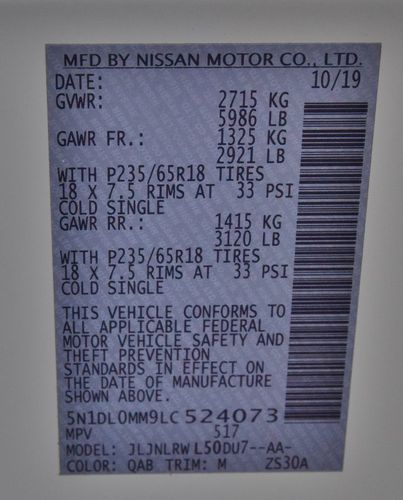 MFD BY NISSAN MOTOR CO., LTD.
DATE: 10/19
GVWR: 2715 KG
5986 LB
GAWR FR.: 1325 KG
2921 LB
WITH P235/65R18 TIRES
18 X 7.5 RIMS AT 33 PSI
COLD SINGLE
GAWR RR.: 1415 KG
3120 LB
WITH P235/65R18 TIRES
18 X 7.5 RIMS AT 33 PSI
COLD SINGLE
THIS VEHICLE CONFORMS TO
ALL APPLICABLE FEDERAL
MOTOR VEHICLE SAFETY AND
THEFT PREVENTION
STANDARDS IN EFFECT ON
THE DATE OF MANUFACTURE
SHOWN ABOVE.
5N1DL0MM9LC524073
MPV 517
MODEL: JLJNLRWL50DU7--AA-
COLOR: QAB TRIM: M ZS30A